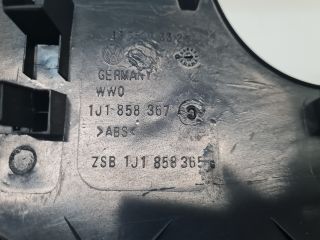 GERMANY
WWO
1J1 858 367
>ABS<
ZSB 1J1 858 365